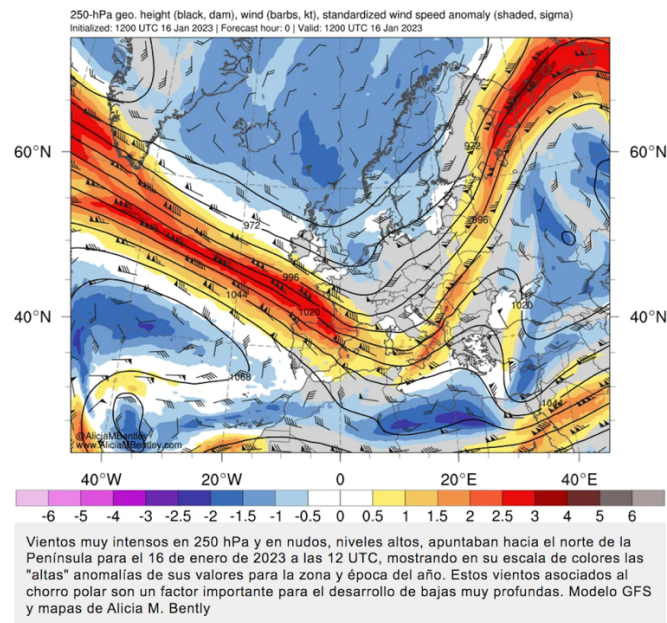 250-hPa geo. height (black, dam), wind (barbs, kt), standardized wind speed anomaly (shaded, sigma)
Initialized: 1200 UTC 16 Jan 2023 | Forecast hour: 0 | Valid: 1200 UTC 16 Jan 2023
60°N
60°N
972
972
996
996
1044
1020
1020
40°N
40°N
1068
1044
@AliciaMBentley
www.AliciaMBentley.com
40°W
20°W
0
20°E
40°E
-6
-5
-4
-3
-2.5
-2
-1.5
-1
-0.5
0
0.5
1
1.5
2
2.5
3
4
5
6
Vientos muy intensos en 250 hPa y en nudos, niveles altos, apuntaban hacia el norte de la
Península para el 16 de enero de 2023 a las 12 UTC, mostrando en su escala de colores las
"altas" anomalías de sus valores para la zona y época del año. Estos vientos asociados al
chorro polar son un factor importante para el desarrollo de bajas muy profundas. Modelo GFS
y mapas de Alicia M. Bently